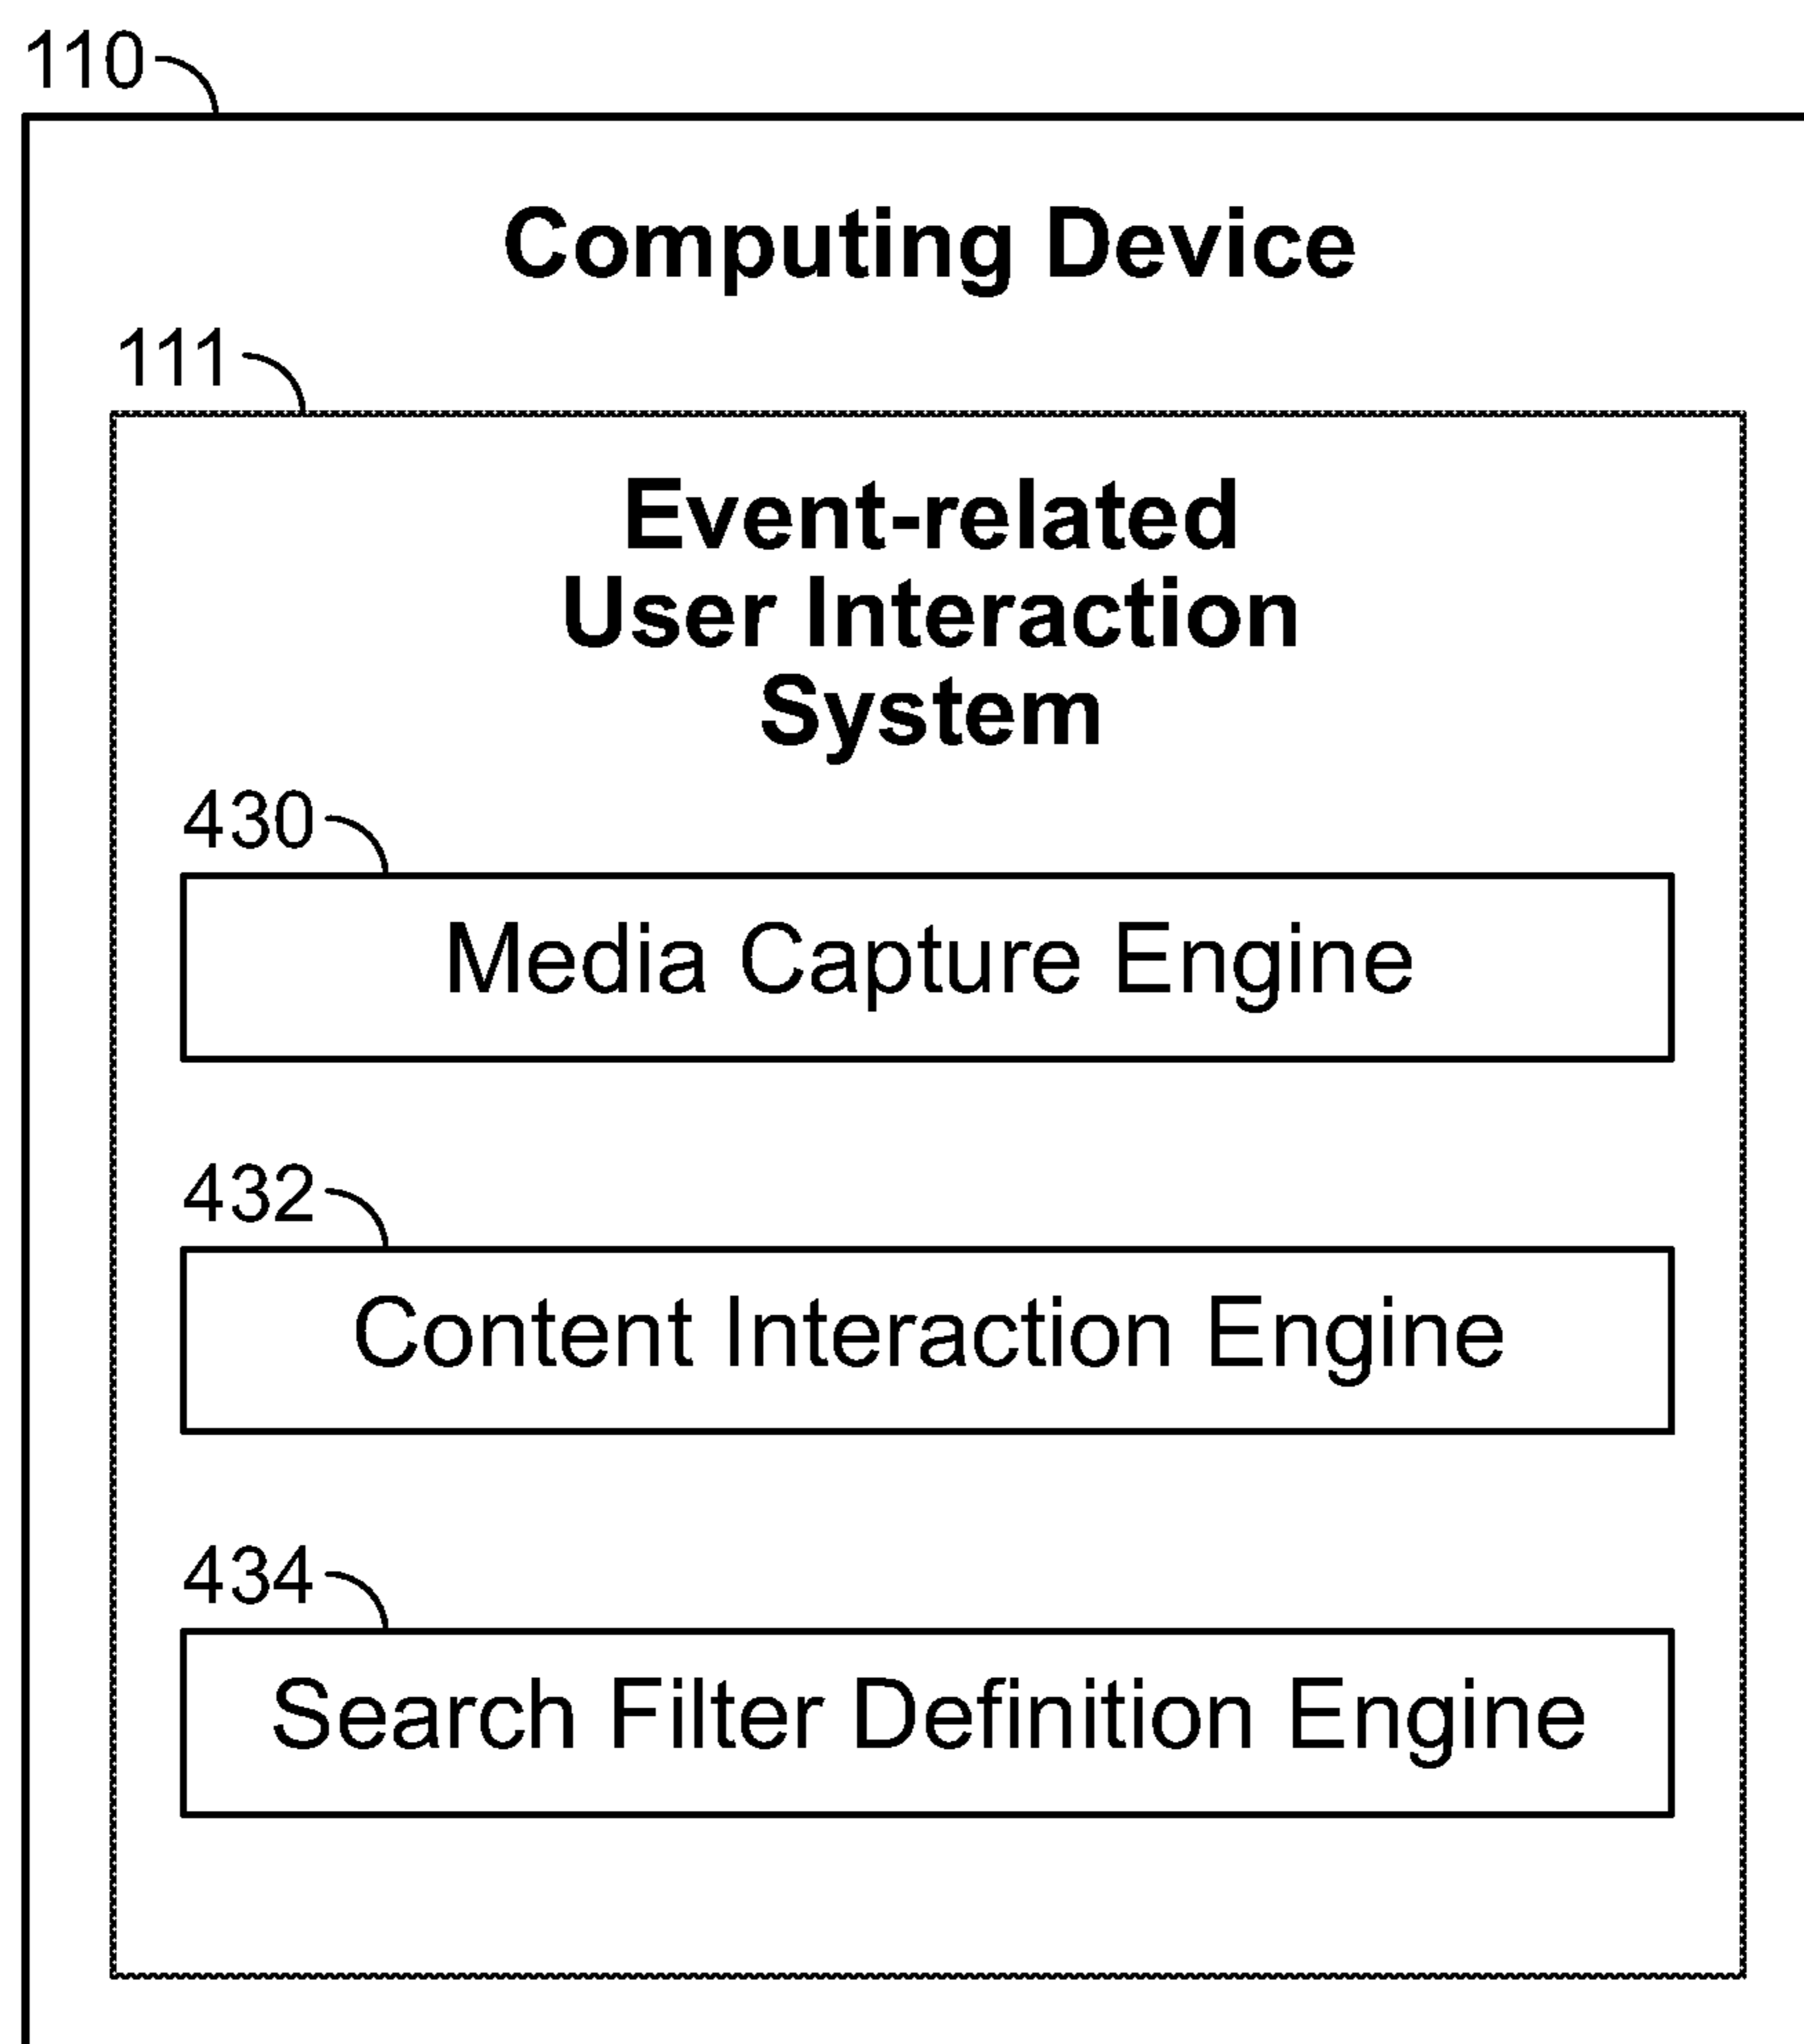 110
Computing Device
111
Event-related
User Interaction
System
430
Media Capture Engine
432
Content Interaction Engine
434
Search Filter Definition Engine